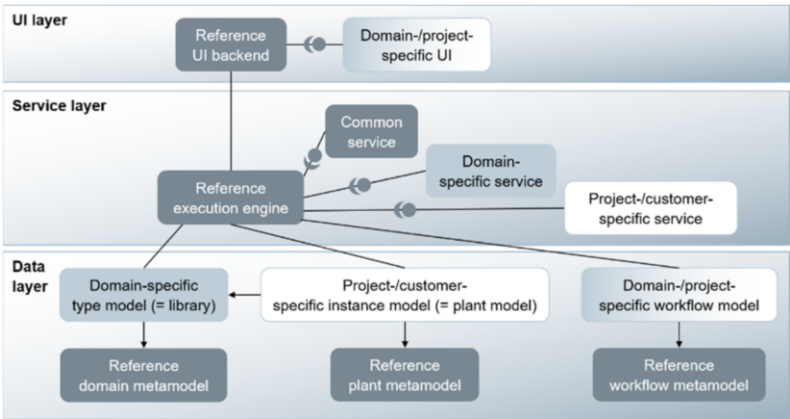 UI layer
Reference
UI backend
Domain-/project-
specific UI
Service layer
Common
service
Domain-
specific service
Reference
execution engine
Project-/customer-
specific service
Data
layer
Domain-specific
type model (= library)
Project-/customer-
specific instance model (= plant model)
Domain-/project-
specific workflow model
Reference
domain metamodel
Reference
plant metamodel
Reference
workflow metamodel